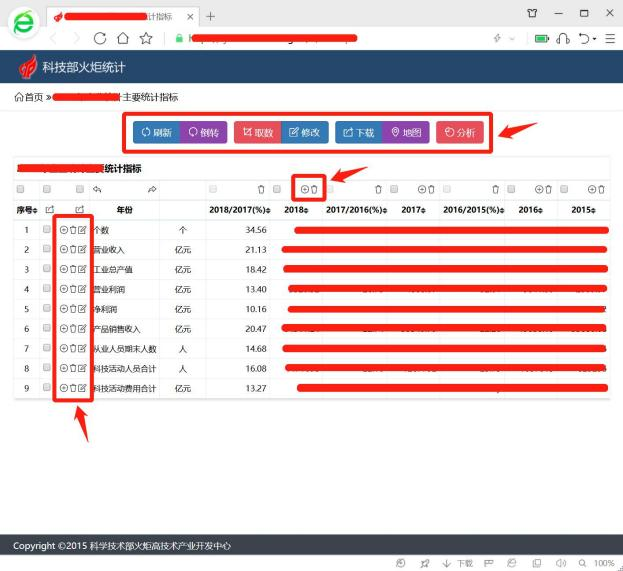 计指标
科技部火炬统计
首页 » 主要统计指标
刷新 倒转 取数 修改 下载 地图 分析
统计指标
序号 年份 2018/2017(%) 2018 2017/2016(%) 2017 2016/2015(%) 2016 2015
1 个数 个 34.56
2 营业收入 亿元 21.13
3 工业总产值 亿元 18.42
4 营业利润 亿元 13.40
5 净利润 亿元 10.16
6 产品销售收入 亿元 20.47
7 从业人员期末人数 人 14.68
8 科技活动人员合计 人 16.08
9 科技活动费用合计 亿元 13.27
Copyright ©2015 科学技术部火炬高技术产业开发中心
下载 100%